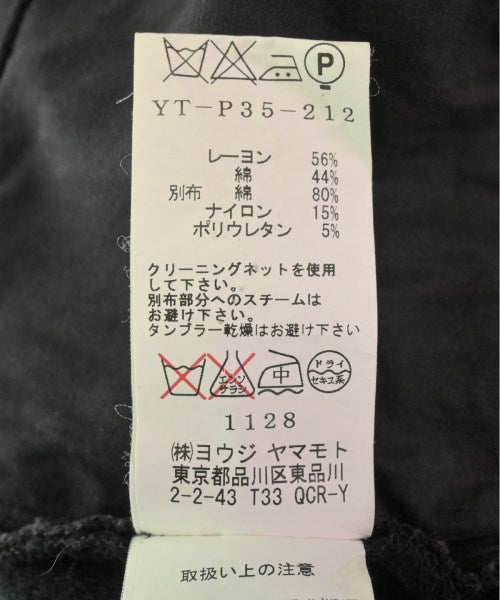 P
YT-P35-212
レーヨン 56%
綿 44%
別布 綿 80%
ナイロン 15%
ポリウレタン 5%
クリーニングネットを使用
して下さい。
別布部分へのスチームは
お避け下さい。
タンブラー乾燥はお避け下さい
エンソ サラシ 中 ドライ セキユ系
1128
㈱ヨウジ ヤマモト
東京都品川区東品川
2-2-43 T33 QCR-Y
取扱い上の注意